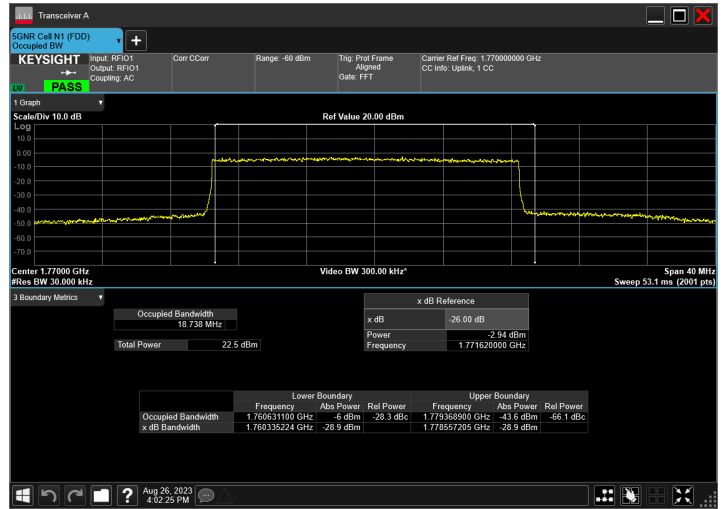 Transceiver A
5GNR Cell N1 (FDD)
Occupied BW
KEYSIGHT
LXI
PASS
Input: RFIO1
Output: RFIO1
Coupling: AC
Corr CCorr
Range: -60 dBm
Trig: Prot Frame
Aligned
Gate: FFT
Carrier Ref Freq: 1.770000000 GHz
CC Info: Uplink, 1 CC
1 Graph
Scale/Div 10.0 dB
Ref Value 20.00 dBm
Log
10.0
0.00
-10.0
-20.0
-30.0
-40.0
-50.0
-60.0
-70.0
Center 1.77000 GHz
Video BW 300.00 kHz*
Span 40 MHz
#Res BW 30.000 kHz
Sweep 53.1 ms (2001 pts)
3 Boundary Metrics
Occupied Bandwidth
18.738 MHz
Total Power 22.5 dBm
x dB Reference
x dB -26.00 dB
Power -2.94 dBm
Frequency 1.771620000 GHz
Lower Boundary Upper Boundary
Frequency Abs Power Rel Power Frequency Abs Power Rel Power
Occupied Bandwidth 1.760631100 GHz -6 dBm -28.3 dBc 1.779368900 GHz -43.6 dBm -66.1 dBc
x dB Bandwidth 1.760335224 GHz -28.9 dBm 1.778557205 GHz -28.9 dBm
Aug 26, 2023
4:02:25 PM